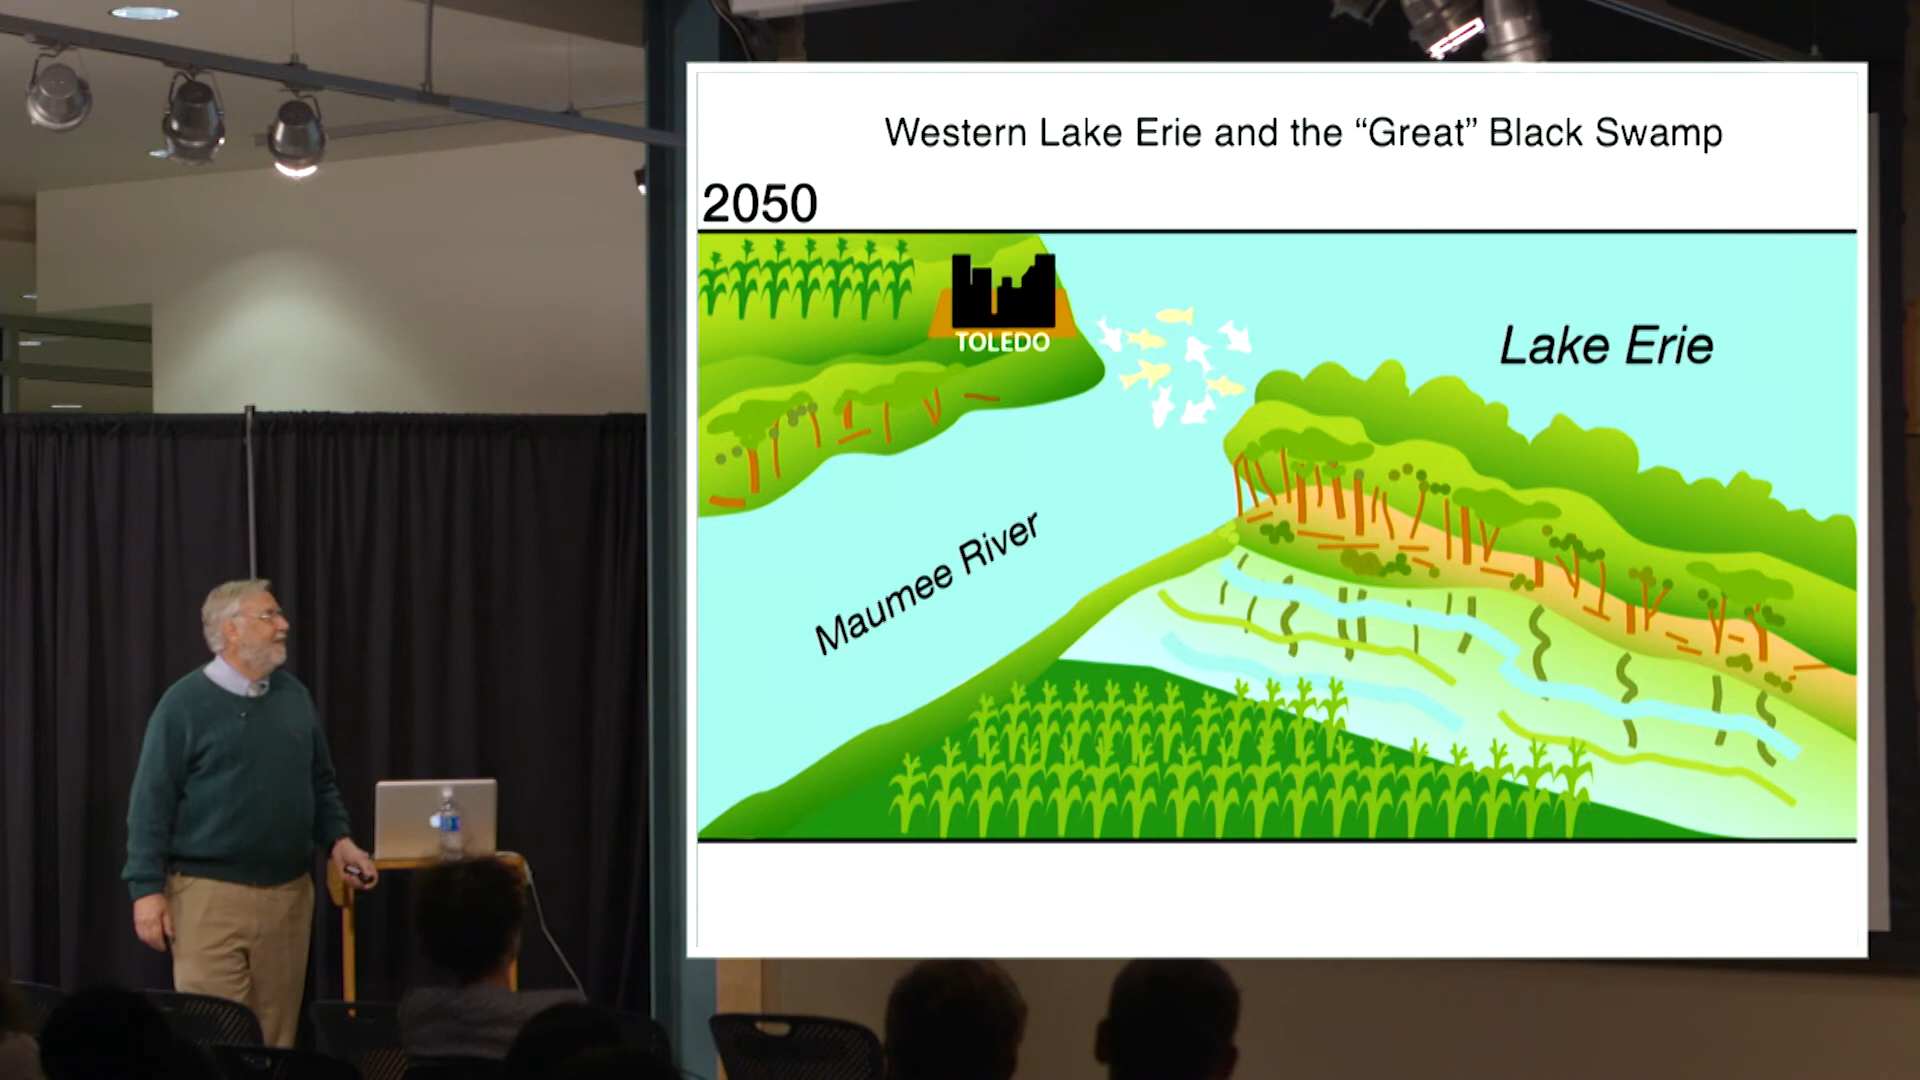 Western Lake Erie and the “Great” Black Swamp
2050
TOLEDO
Lake Erie
Maumee River